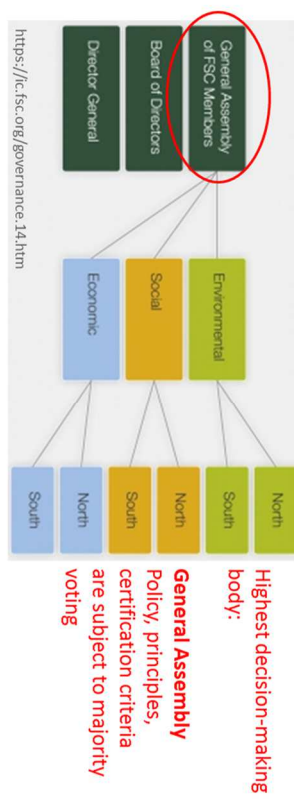 General Assembly
of FSC Members
Board of Directors
Director General
Environmental
Social
Economic
North
South
North
South
North
South
Highest decision-making
body:
General Assembly
Policy, principles,
certification criteria
are subject to majority
voting
https://ic.fsc.org/governance.14.htm